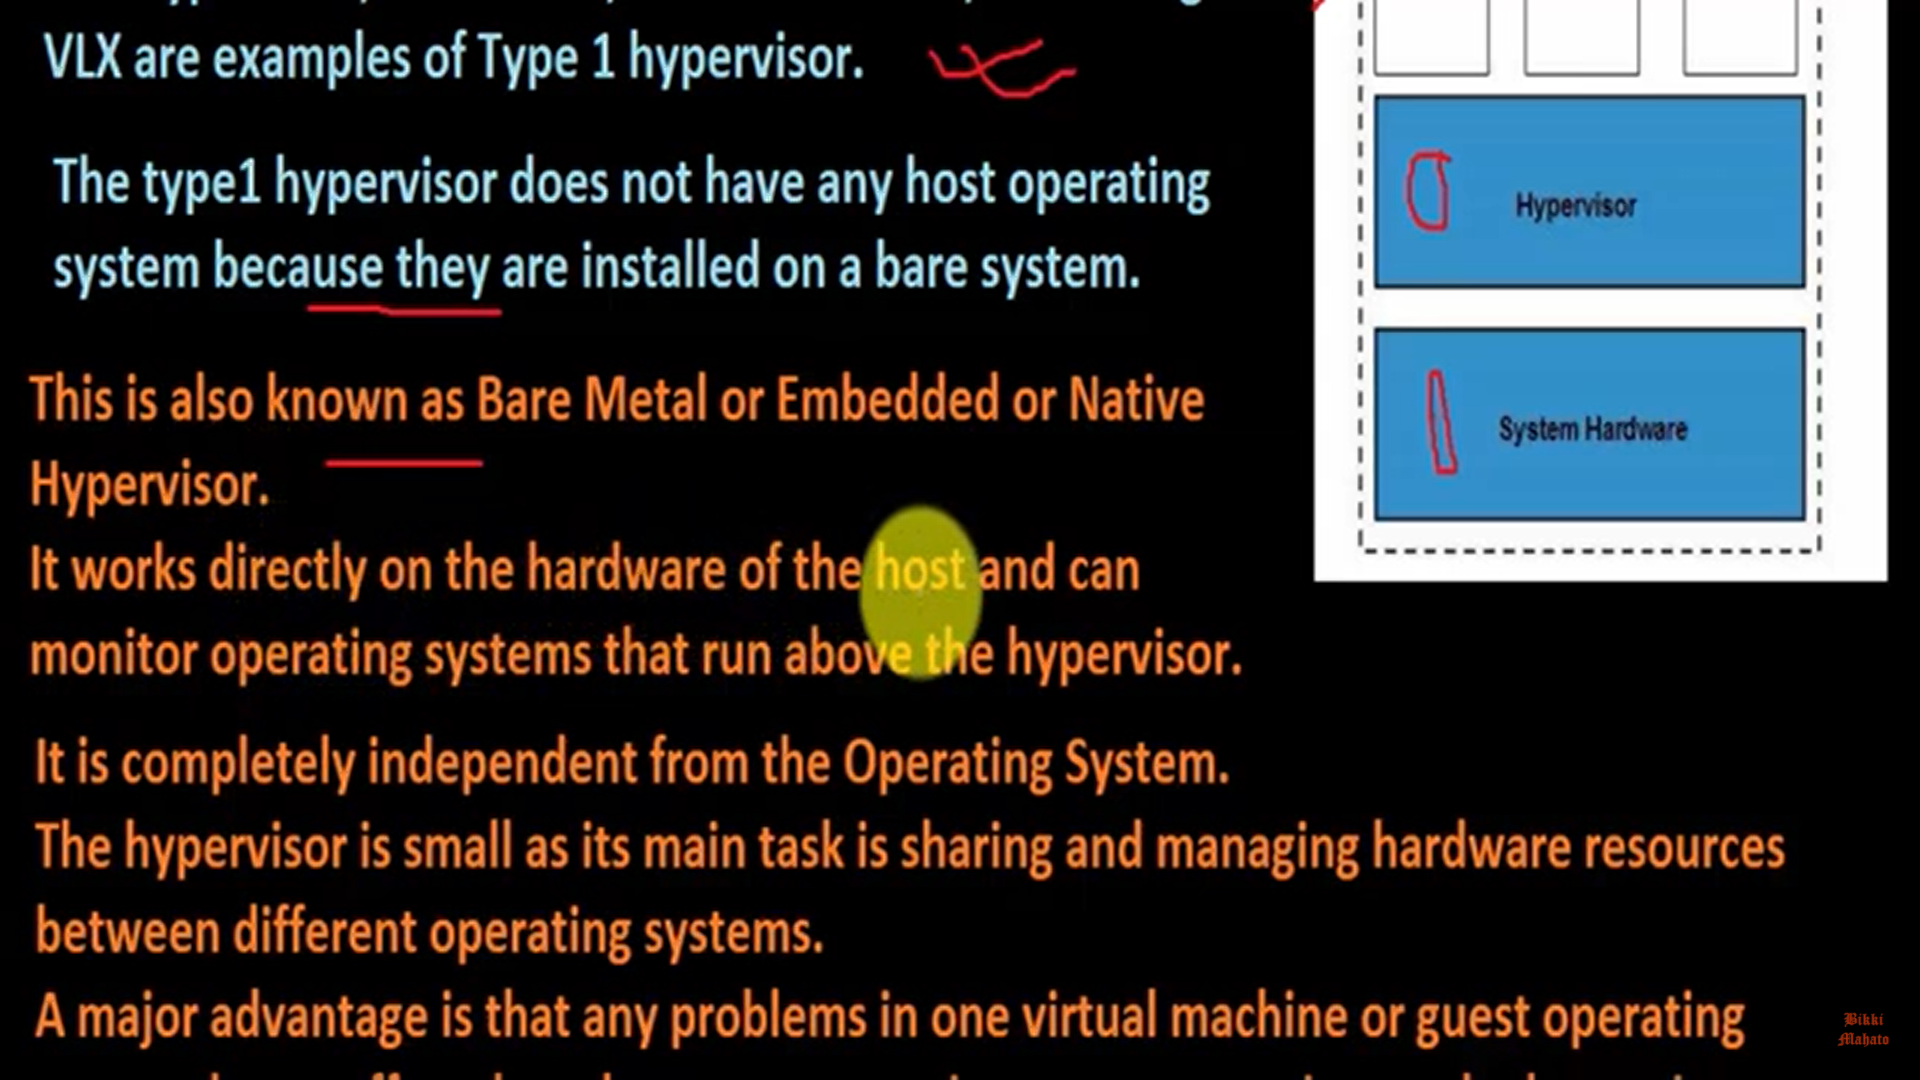 VLX are examples of Type 1 hypervisor.
The type1 hypervisor does not have any host operating
system because they are installed on a bare system.
This is also known as Bare Metal or Embedded or Native
Hypervisor.
It works directly on the hardware of the host and can
monitor operating systems that run above the hypervisor.
It is completely independent from the Operating System.
The hypervisor is small as its main task is sharing and managing hardware resources
between different operating systems.
A major advantage is that any problems in one virtual machine or guest operating
Hypervisor
System Hardware
Bikki
Mahato